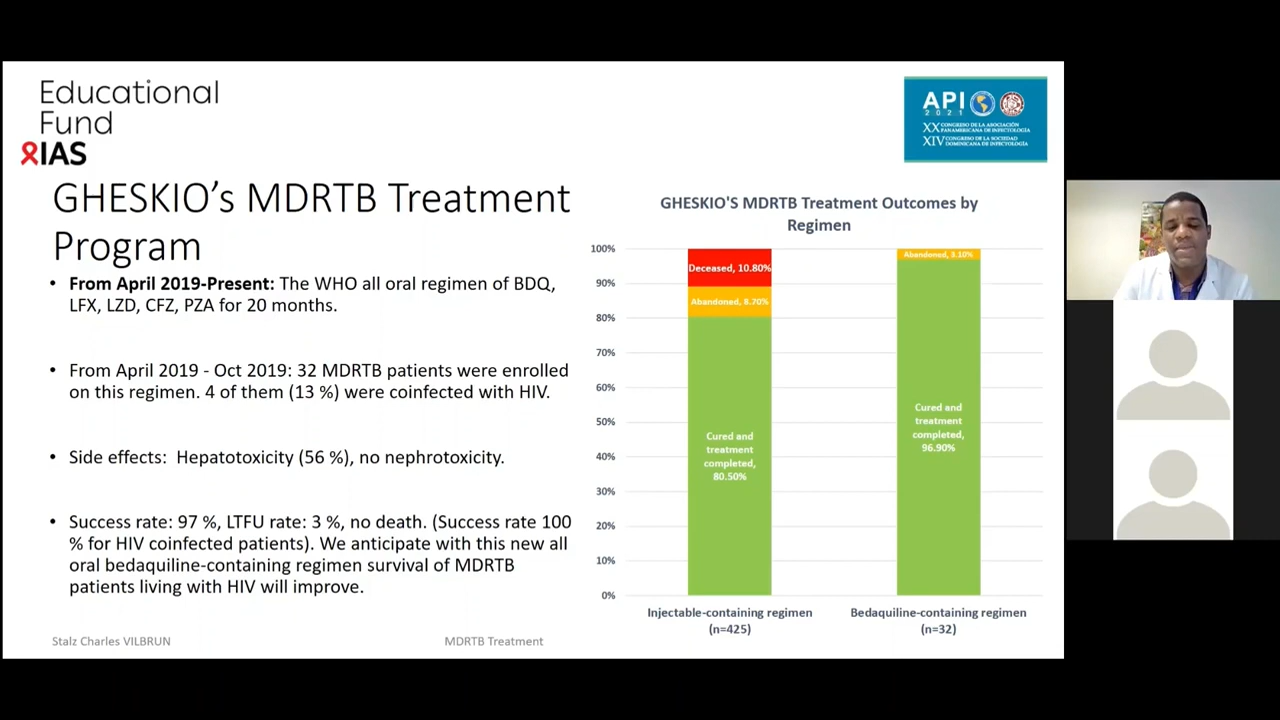 Educational
Fund
IAS
API
2021
XX CONGRESO DE LA ASOCIACIÓN
PANAMERICANA DE INFECTOLOGÍA
XIV CONGRESO DE LA SOCIEDAD
DOMINICANA DE INFECTOLOGÍA
GHESKIO’s MDRTB Treatment
Program
• From April 2019-Present: The WHO all oral regimen of BDQ,
LFX, LZD, CFZ, PZA for 20 months.
• From April 2019 - Oct 2019: 32 MDRTB patients were enrolled
on this regimen. 4 of them (13 %) were coinfected with HIV.
• Side effects: Hepatotoxicity (56 %), no nephrotoxicity.
• Success rate: 97 %, LTFU rate: 3 %, no death. (Success rate 100
% for HIV coinfected patients). We anticipate with this new all
oral bedaquiline-containing regimen survival of MDRTB
patients living with HIV will improve.
GHESKIO'S MDRTB Treatment Outcomes by
Regimen
100%
90%
80%
70%
60%
50%
40%
30%
20%
10%
0%
Deceased, 10.80%
Abandoned, 8.70%
Cured and
treatment
completed,
80.50%
Abandoned, 3.10%
Cured and
treatment
completed,
96.90%
Injectable-containing regimen
(n=425)
Bedaquiline-containing regimen
(n=32)
Stalz Charles VILBRUN
MDRTB Treatment